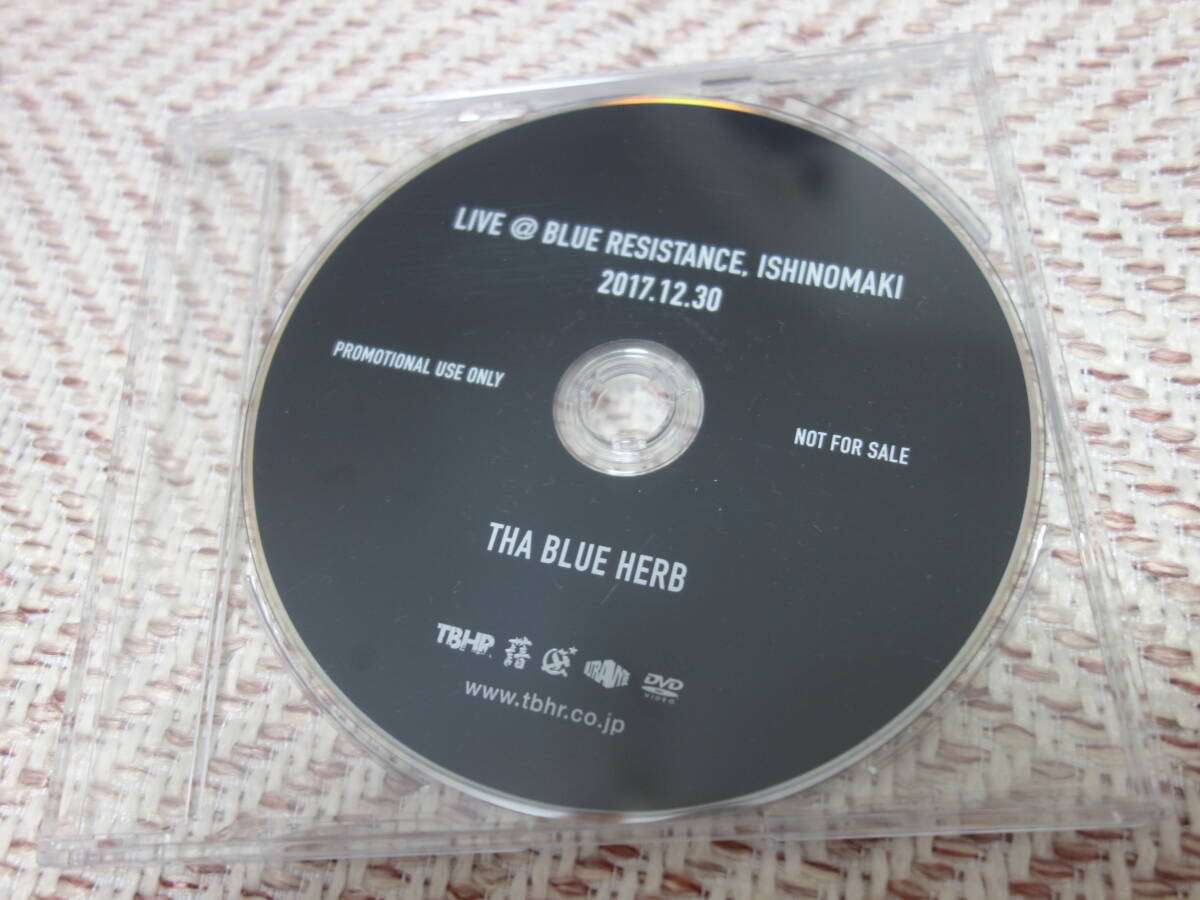 LIVE @ BLUE RESISTANCE, ISHINOMAKI
2017.12.30
PROMOTIONAL USE ONLY
NOT FOR SALE
THA BLUE HERB
TBHR
DVD
VIDEO
www.tbhr.co.jp